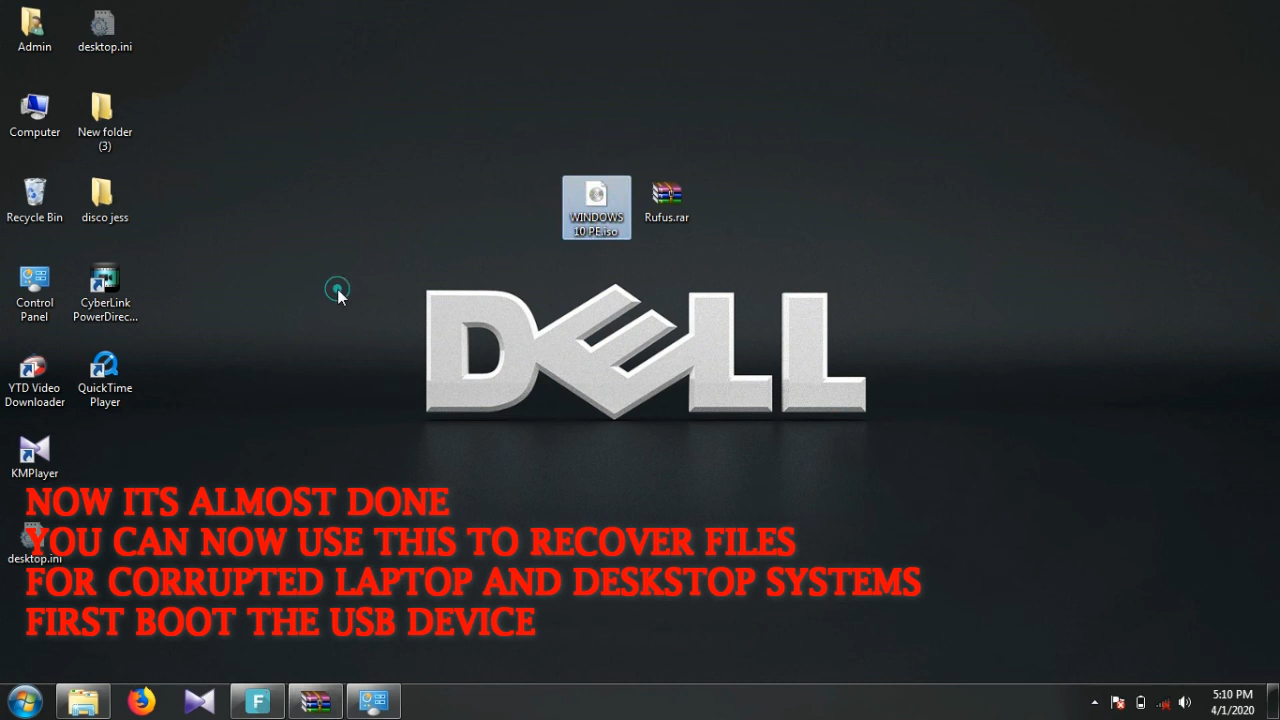 Admin
desktop.ini
Computer
New folder
(3)
Recycle Bin
disco jess
WINDOWS
10 PE.iso
Rufus.rar
Control
Panel
CyberLink
PowerDirec...
DELL
YTD Video
Downloader
QuickTime
Player
KMPlayer
desktop.ini
NOW ITS ALMOST DONE
YOU CAN NOW USE THIS TO RECOVER FILES
FOR CORRUPTED LAPTOP AND DESKSTOP SYSTEMS
FIRST BOOT THE USB DEVICE
F
5:10 PM
4/1/2020